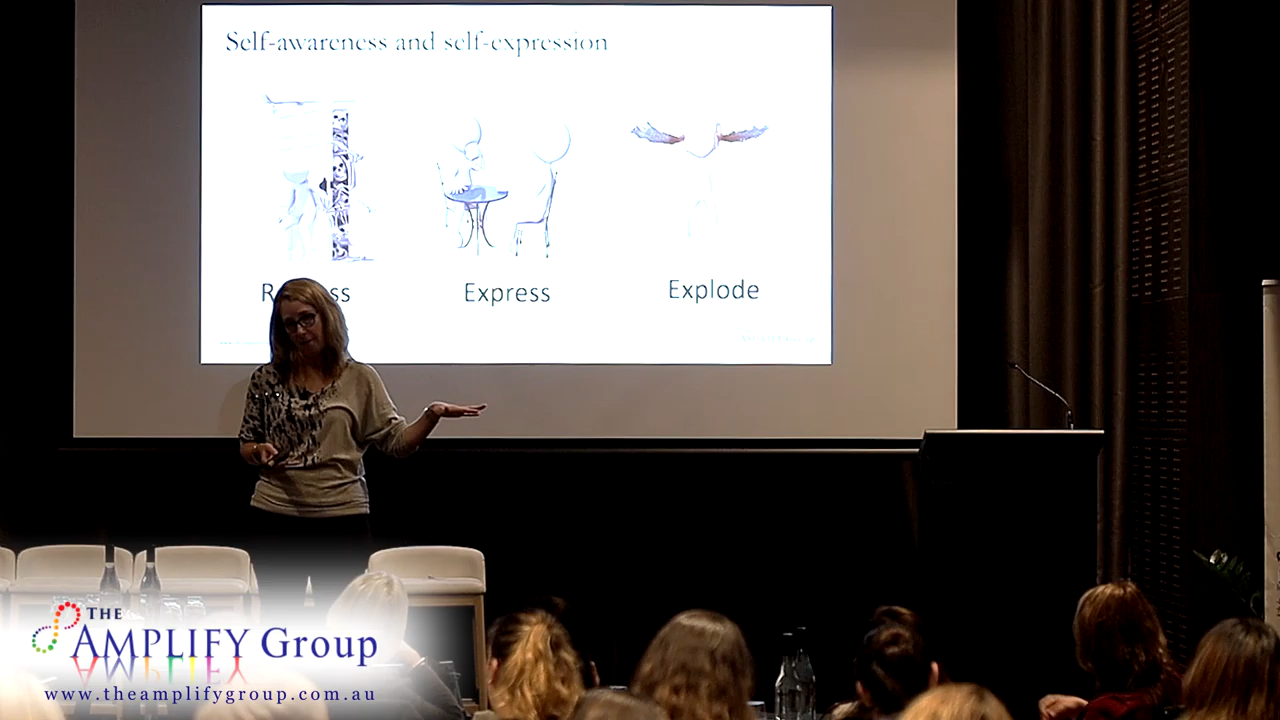 Self-awareness and self-expression
Express
Explode
THE
AMPLIFY Group
www.theamplifygroup.com.au